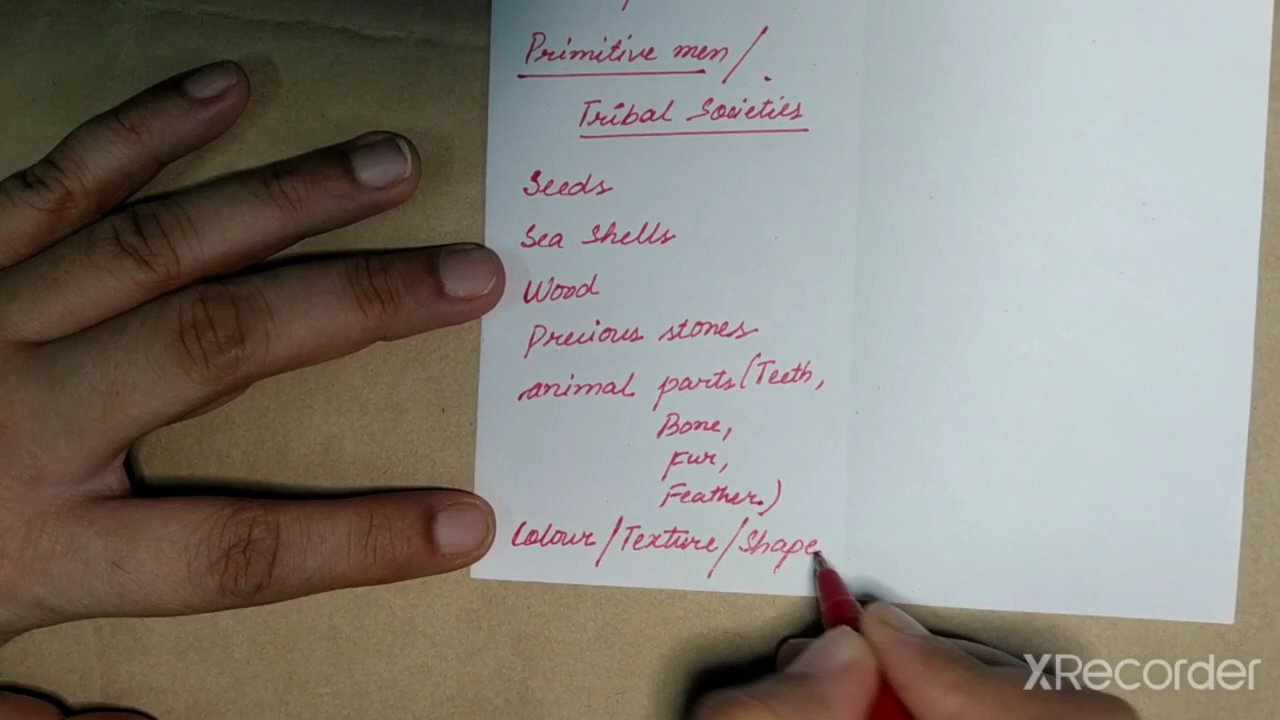 Primitive men/.
Tribal Societies
Seeds
Sea shells
Wood
Precious stones
animal parts (Teeth,
Bone,
Fur,
Feather.)
Colour/Texture/Shape
XRecorder